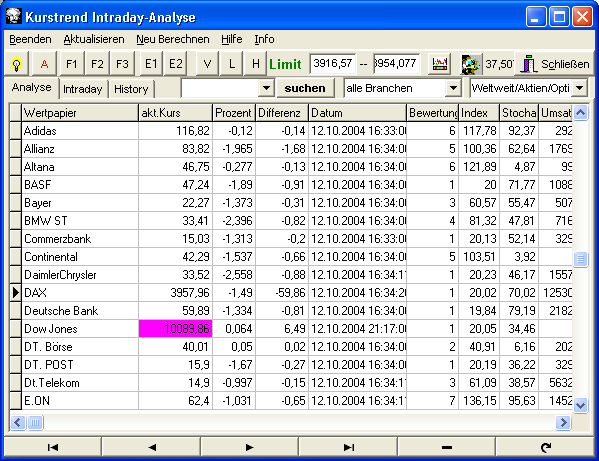 Kurstrend Intraday-Analyse
Beenden Aktualisieren Neu Berechnen Hilfe Info
A F1 F2 F3 E1 E2 V L H Limit 3916,57 -- 3954,077 37,50 Schließen
Analyse Intraday History suchen alle Branchen Weltweit/Aktien/Opti
Wertpapier akt.Kurs Prozent Differenz Datum Bewertung Index Stocha Umsat
Adidas 116,82 -0,12 -0,14 12.10.2004 16:33:00 6 117,78 92,37 292
Allianz 83,82 -1,965 -1,68 12.10.2004 16:34:00 5 100,36 62,64 1769
Altana 46,75 -0,277 -0,13 12.10.2004 16:34:00 6 121,89 4,87 99
BASF 47,24 -1,89 -0,91 12.10.2004 16:34:00 1 20 71,77 1088
Bayer 22,27 -1,373 -0,31 12.10.2004 16:34:00 3 60,57 55,47 507
BMW ST 33,41 -2,396 -0,82 12.10.2004 16:34:00 4 81,32 47,81 716
Commerzbank 15,03 -1,313 -0,2 12.10.2004 16:33:00 1 20,13 52,14 329
Continental 42,29 -1,537 -0,66 12.10.2004 16:34:00 5 103,51 3,92
DaimlerChrysler 33,52 -2,558 -0,88 12.10.2004 16:34:11 1 20,23 46,17 1557
DAX 3957,96 -1,49 -59,86 12.10.2004 16:34:20 1 20,02 70,02 12530
Deutsche Bank 59,89 -1,334 -0,81 12.10.2004 16:34:00 1 19,84 79,19 2182
Dow Jones 10089,86 0,064 6,49 12.10.2004 21:17:00 1 20,05 34,46
DT. Börse 40,01 0,05 0,02 12.10.2004 16:34:00 2 40,91 6,16 202
DT. POST 15,9 -1,67 -0,27 12.10.2004 16:34:00 1 20,19 36,22 329
Dt.Telekom 14,9 -0,997 -0,15 12.10.2004 16:34:11 3 61,09 38,57 5632
E.ON 62,4 -1,031 -0,65 12.10.2004 16:34:11 7 136,15 95,63 1452